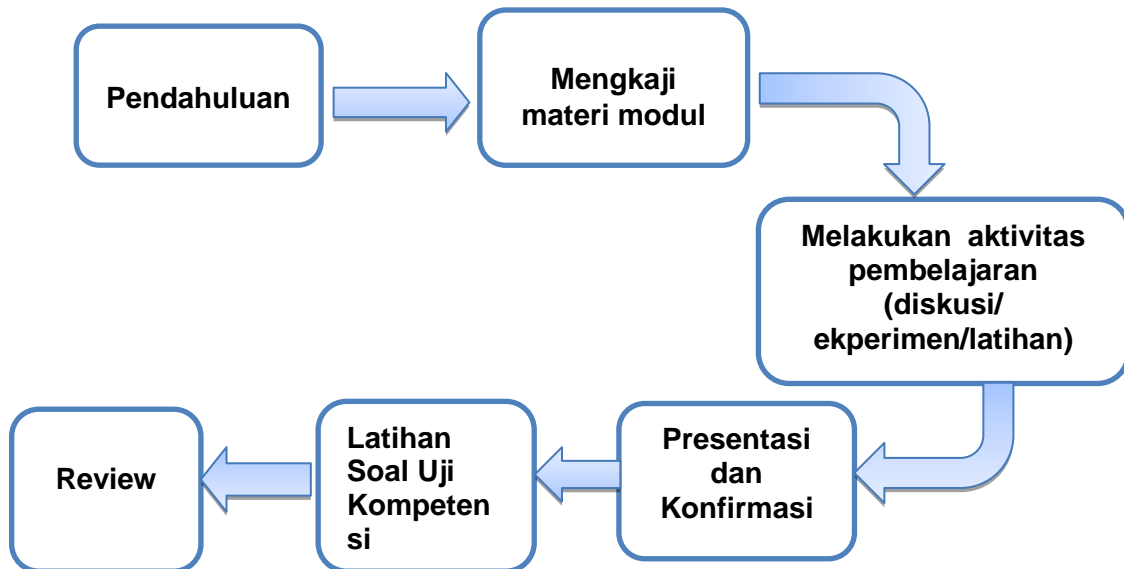 Pendahuluan
Mengkaji
materi modul
Melakukan aktivitas
pembelajaran
(diskusi/
ekperimen/latihan)
Presentasi
dan
Konfirmasi
Latihan
Soal Uji
Kompeten
si
Review